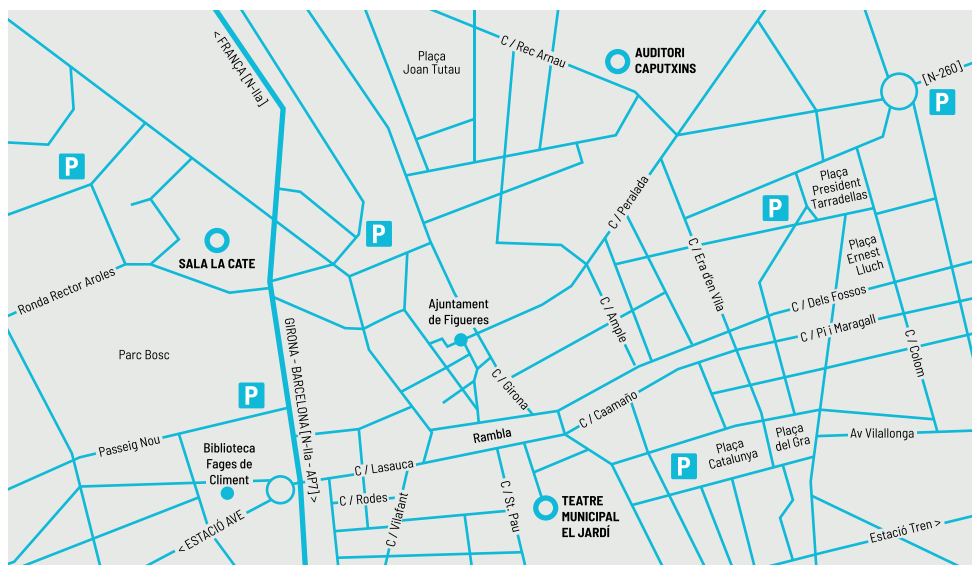 < FRANÇA [N-IIa]
Plaça
Joan Tutau
C / Rec Arnau
AUDITORI
CAPUTXINS
[N-260]
P
P
Plaça
President
Tarradellas
P
C / Peralada
P
SALA LA CATE
Plaça
Ernest
Lluch
C / Era d'en Vila
Ronda Rector Aroles
Ajuntament
de Figueres
C / Ample
C / Dels Fossos
C / Pi i Maragall
C / Colom
Parc Bosc
GIRONA - BARCELONA [N-IIa - AP7] >
C / Girona
P
C / Caamaño
Passeig Nou
Rambla
Plaça
Catalunya
Plaça
del Gra
Av Vilallonga
Biblioteca
Fages de
Climent
C / Lasauca
P
C / Rodes
C / Vilafant
C / St. Pau
TEATRE
MUNICIPAL
EL JARDÍ
< ESTACIÓ AVE
Estació Tren >